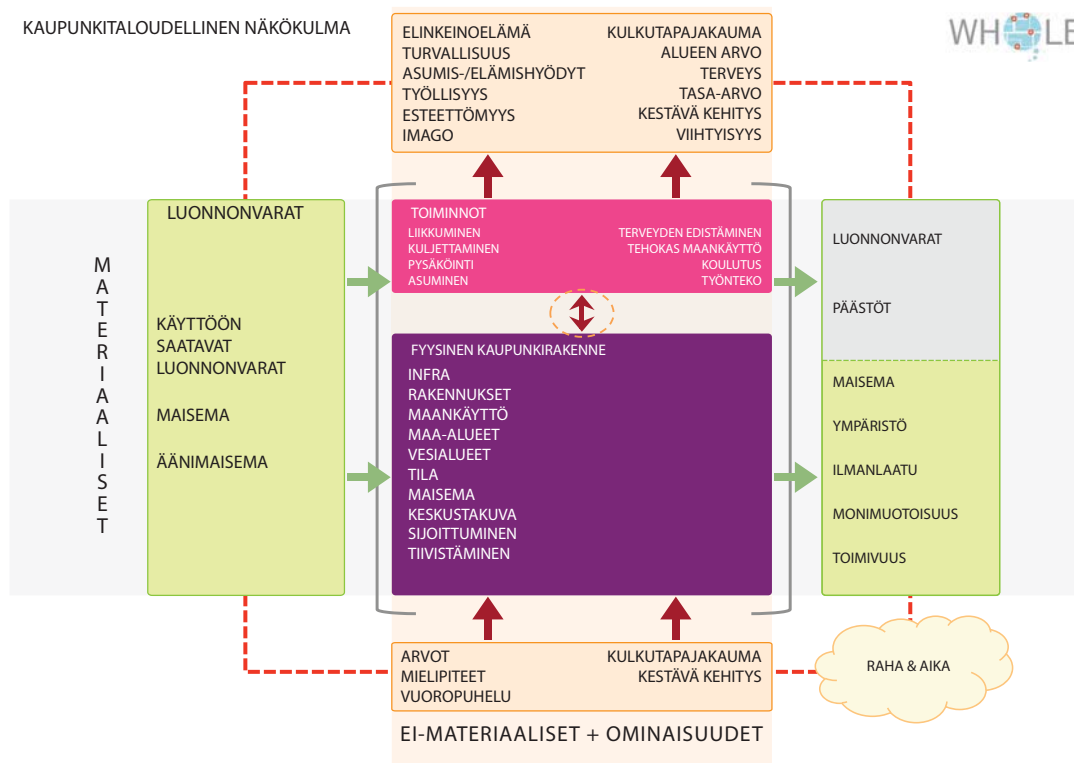 KAUPUNKITALOUDELLINEN NÄKÖKULMA
WHOLE
ELINKEINOELÄMÄ
TURVALLISUUS
ASUMIS-/ELÄMISHYÖDYT
TYÖLLISYYS
ESTEETTÖMYYS
IMAGO
KULKUTAPAJAKAUMA
ALUEEN ARVO
TERVEYS
TASA-ARVO
KESTÄVÄ KEHITYS
VIIHTYISYYS
MATERIAALISET
LUONNONVARAT
KÄYTTÖÖN
SAATAVAT
LUONNONVARAT
MAISEMA
ÄÄNIMAISEMA
TOIMINNOT
LIIKKUMINEN
KULJETTAMINEN
PYSÄKÖINTI
ASUMINEN
TERVEYDEN EDISTÄMINEN
TEHOKAS MAANKÄYTTÖ
KOULUTUS
TYÖNTEKO
FYYSINEN KAUPUNKIRAKENNE
INFRA
RAKENNUKSET
MAANKÄYTTÖ
MAA-ALUEET
VESIALUEET
TILA
MAISEMA
KESKUSTAKUVA
SIJOITTUMINEN
TIIVISTÄMINEN
LUONNONVARAT
PÄÄSTÖT
MAISEMA
YMPÄRISTÖ
ILMANLAATU
MONIMUOTOISUUS
TOIMIVUUS
ARVOT
MIELIPITEET
VUOROPUHELU
KULKUTAPAJAKAUMA
KESTÄVÄ KEHITYS
RAHA & AIKA
EI-MATERIAALISET + OMINAISUUDET